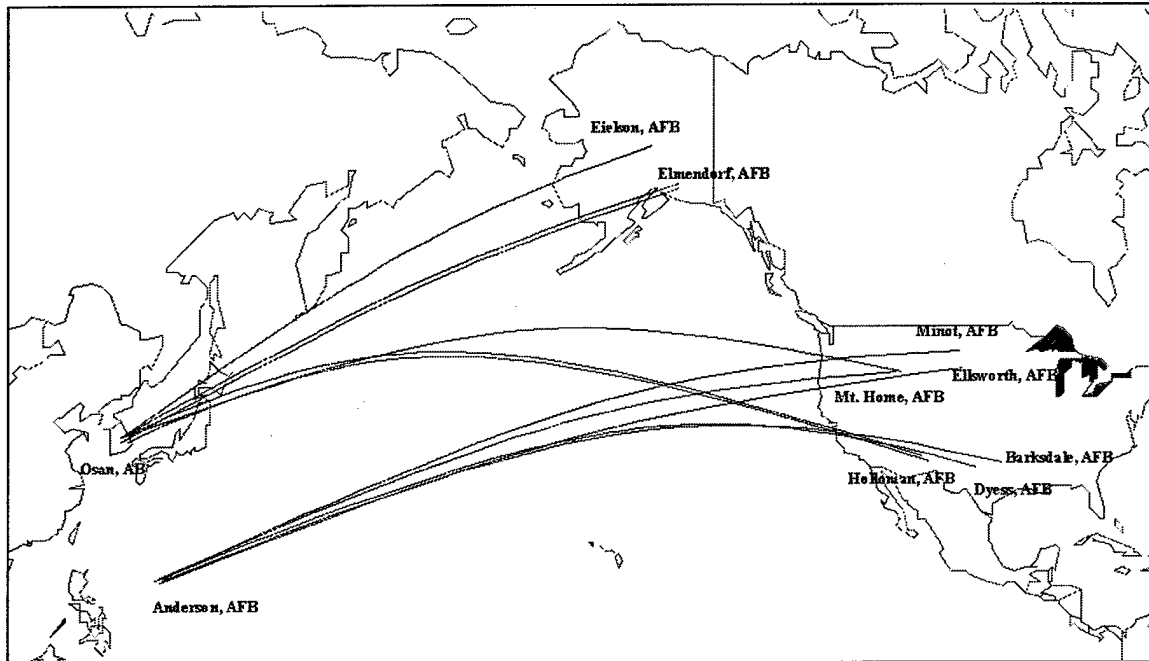 Eielson, AFB
Elmendorf, AFB
Minot, AFB
Ellsworth, AFB
Mt. Home, AFB
Barksdale, AFB
Osan, AB
Holloman, AFB
Dyess, AFB
Anderson, AFB